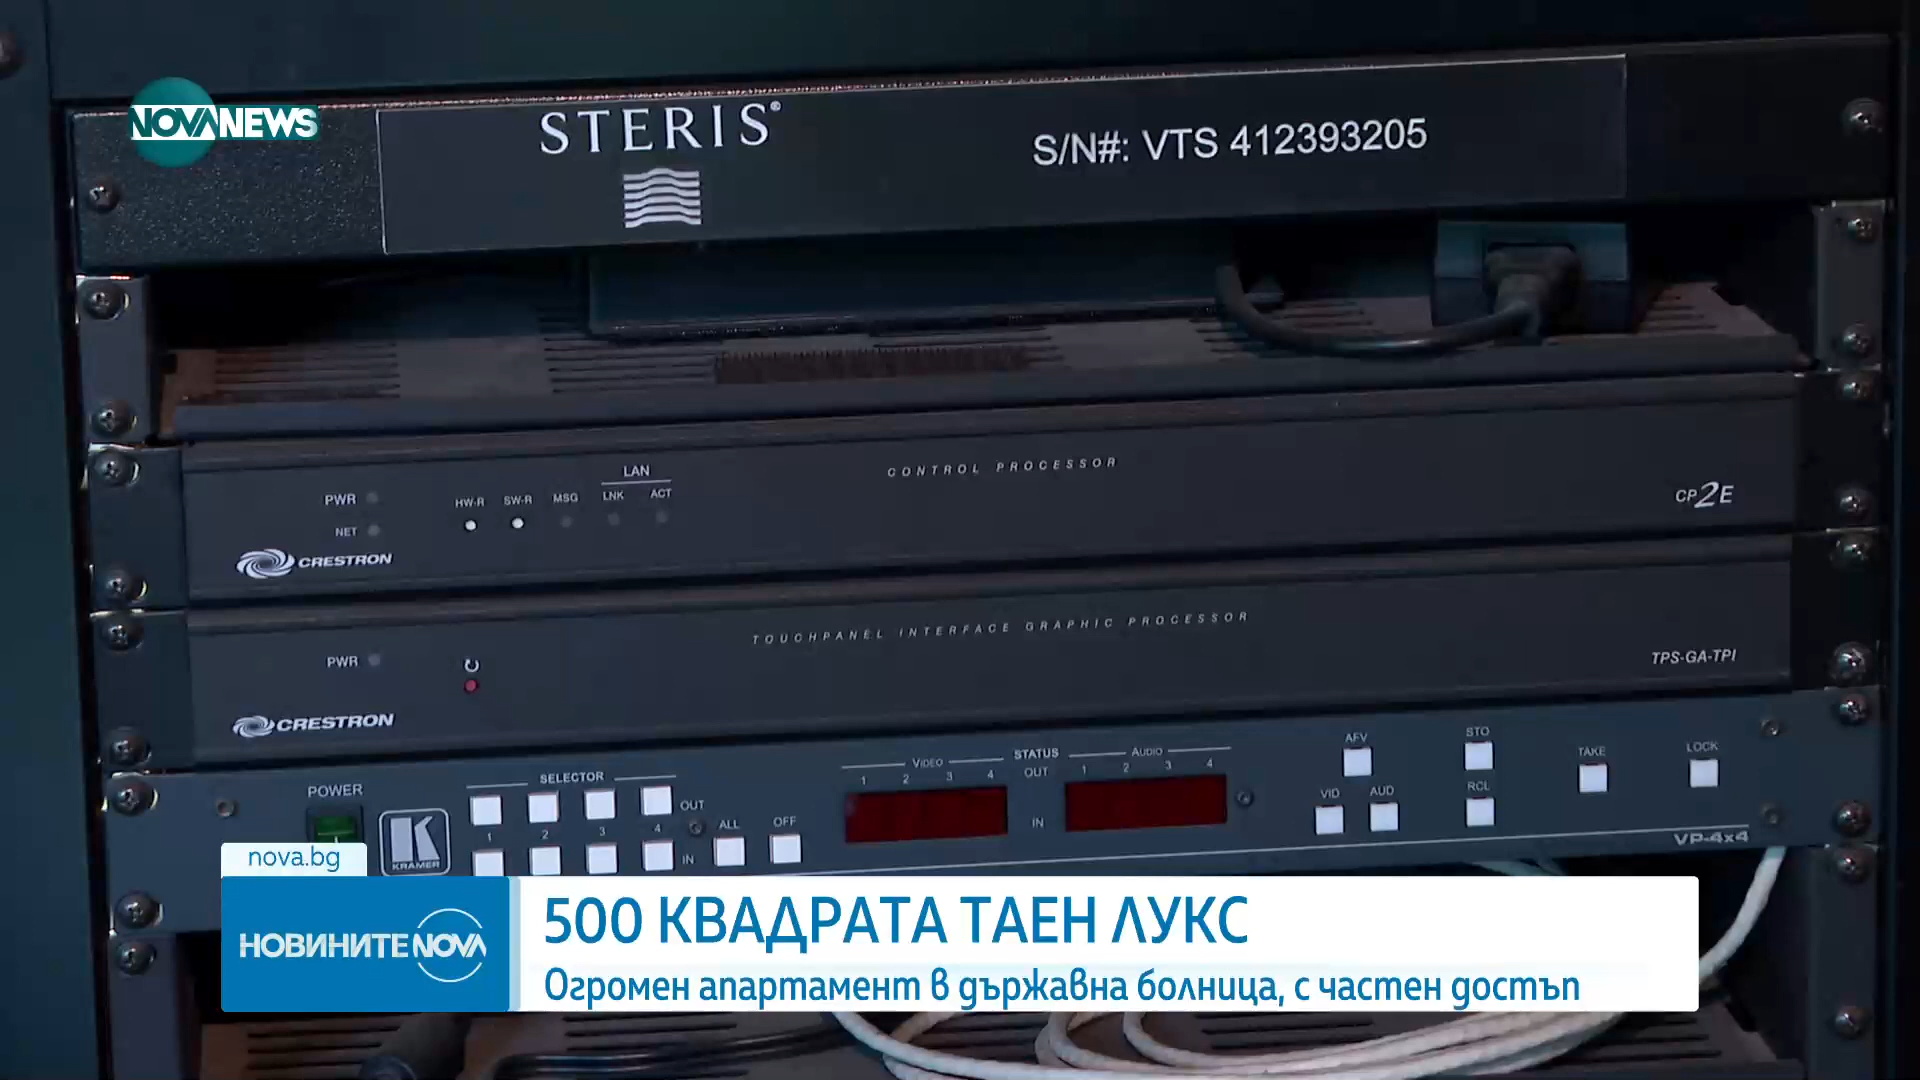 NOVANEWS
STERIS®
S/N#: VTS 412393205
CONTROL PROCESSOR
LAN
PWR
HW-R SW-R MSG LNK ACT
NET
CP2E
CRESTRON
TOUCHPANEL INTERFACE GRAPHIC PROCESSOR
PWR
TPS-GA-TPI
CRESTRON
POWER
SELECTOR
OUT
1 2 3 4
IN
ALL
OFF
KRAMER
STATUS
VIDEO
AUDIO
1 2 3 4
OUT
1 2 3 4
IN
AFV
STO
TAKE
LOCK
VID
AUD
RCL
VP-4x4
nova.bg
НОВИНИТЕ NOVA
500 КВАДРАТА ТАЕН ЛУКС
Огромен апартамент в държавна болница, с частен достъп